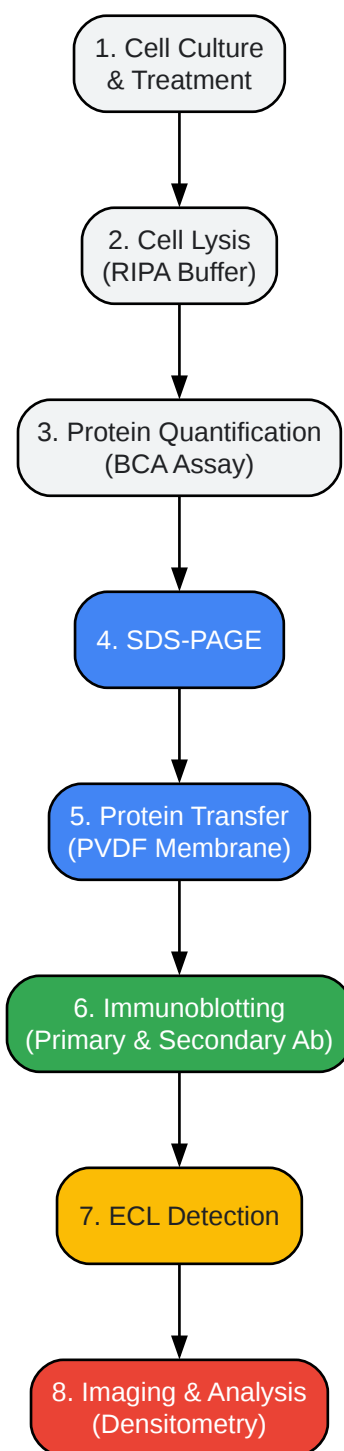 1. Cell Culture
& Treatment
2. Cell Lysis
(RIPA Buffer)
3. Protein Quantification
(BCA Assay)
4. SDS-PAGE
5. Protein Transfer
(PVDF Membrane)
6. Immunoblotting
(Primary & Secondary Ab)
7. ECL Detection
8. Imaging & Analysis
(Densitometry)